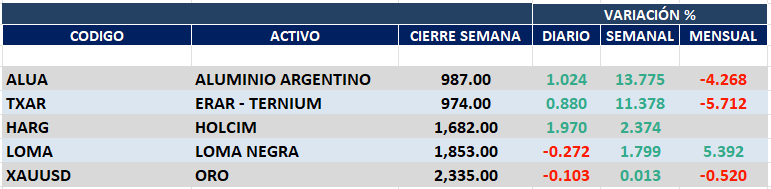 VARIACIÓN %
CODIGO ACTIVO CIERRE SEMANA DIARIO SEMANAL MENSUAL
ALUA ALUMINIO ARGENTINO 987.00 1.024 13.775 -4.268
TXAR ERAR - TERNIUM 974.00 0.880 11.378 -5.712
HARG HOLCIM 1,682.00 1.970 2.374
LOMA LOMA NEGRA 1,853.00 -0.272 1.799 5.392
XAUUSD ORO 2,335.00 -0.103 0.013 -0.520